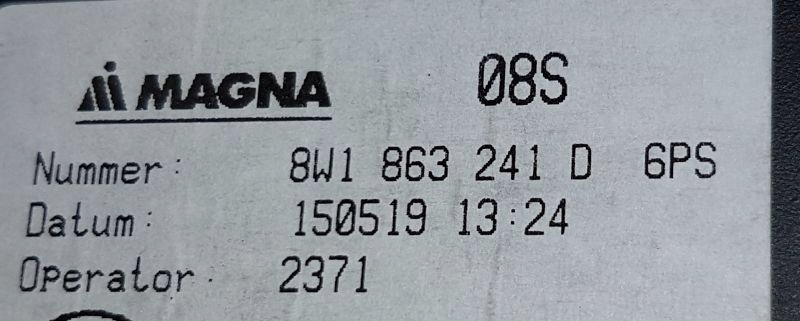 MAGNA 08S
Nummer: 8W1 863 241 D 6PS
Datum: 150519 13:24
Operator: 2371